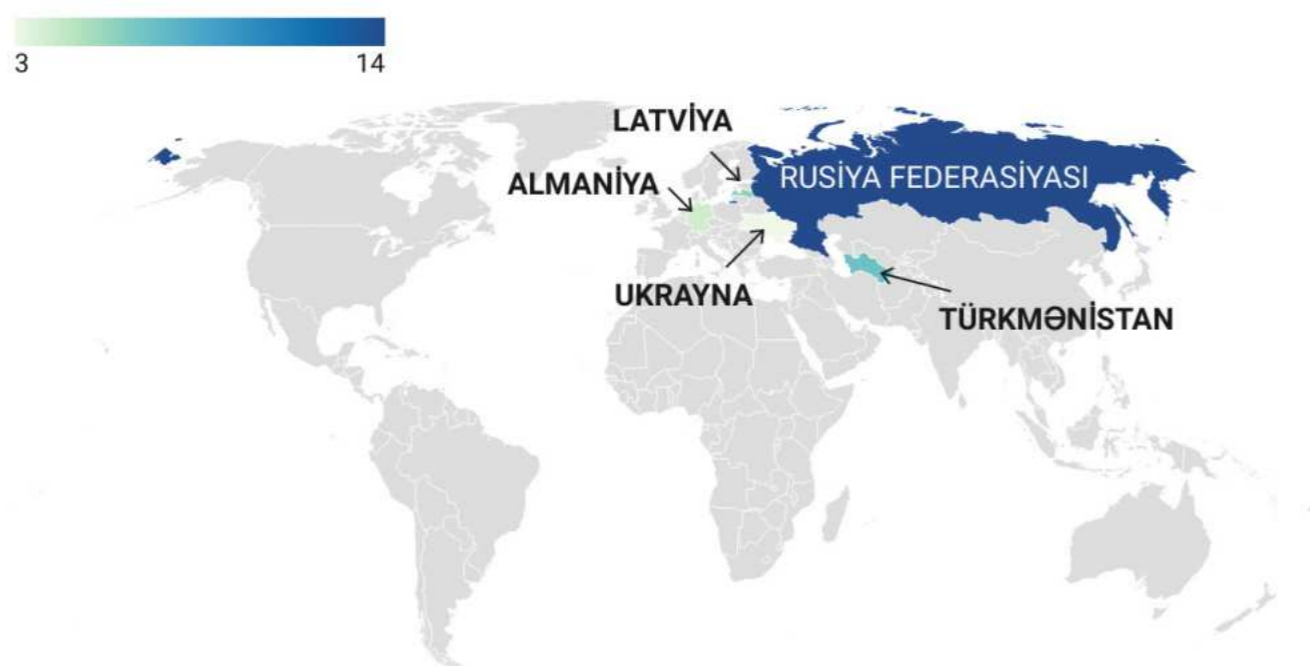 3 14
LATVİYA
ALMANİYA
RUSİYA FEDERASİYASI
UKRAYNA
TÜRKMƏNİSTAN